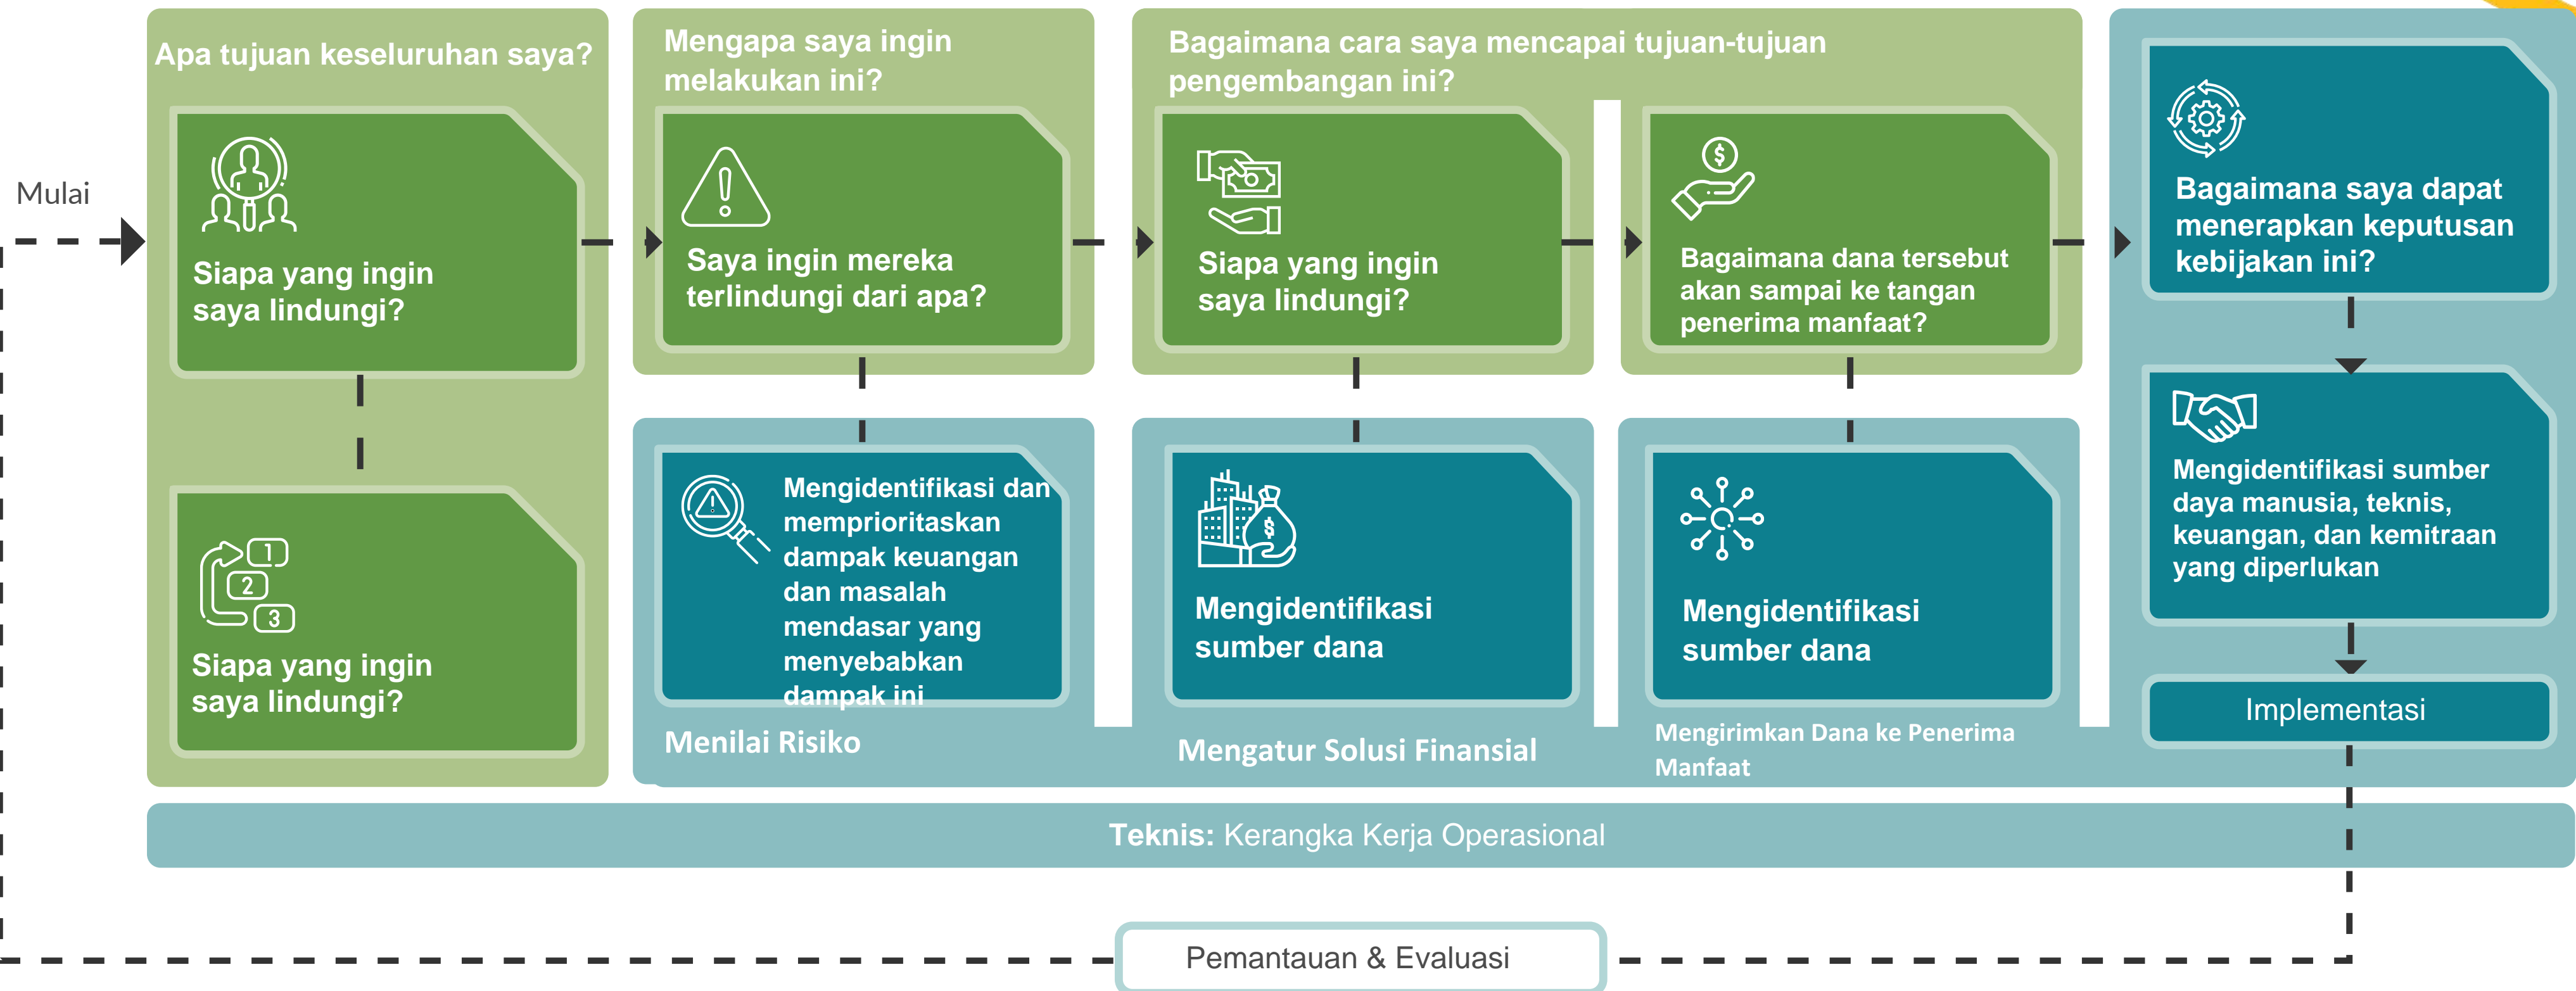 Mulai
Apa tujuan keseluruhan saya?
Siapa yang ingin
saya lindungi?
1
2
3
Siapa yang ingin
saya lindungi?
Mengapa saya ingin
melakukan ini?
Saya ingin mereka
terlindungi dari apa?
Mengidentifikasi dan
memprioritaskan
dampak keuangan
dan masalah
mendasar yang
menyebabkan
dampak ini
Menilai Risiko
Bagaimana cara saya mencapai tujuan-tujuan
pengembangan ini?
Siapa yang ingin
saya lindungi?
$
Mengidentifikasi
sumber dana
Mengatur Solusi Finansial
$
Bagaimana dana tersebut
akan sampai ke tangan
penerima manfaat?
Mengidentifikasi
sumber dana
Mengirimkan Dana ke Penerima
Manfaat
Bagaimana saya dapat
menerapkan keputusan
kebijakan ini?
Mengidentifikasi sumber
daya manusia, teknis,
keuangan, dan kemitraan
yang diperlukan
Implementasi
Teknis: Kerangka Kerja Operasional
Pemantauan & Evaluasi